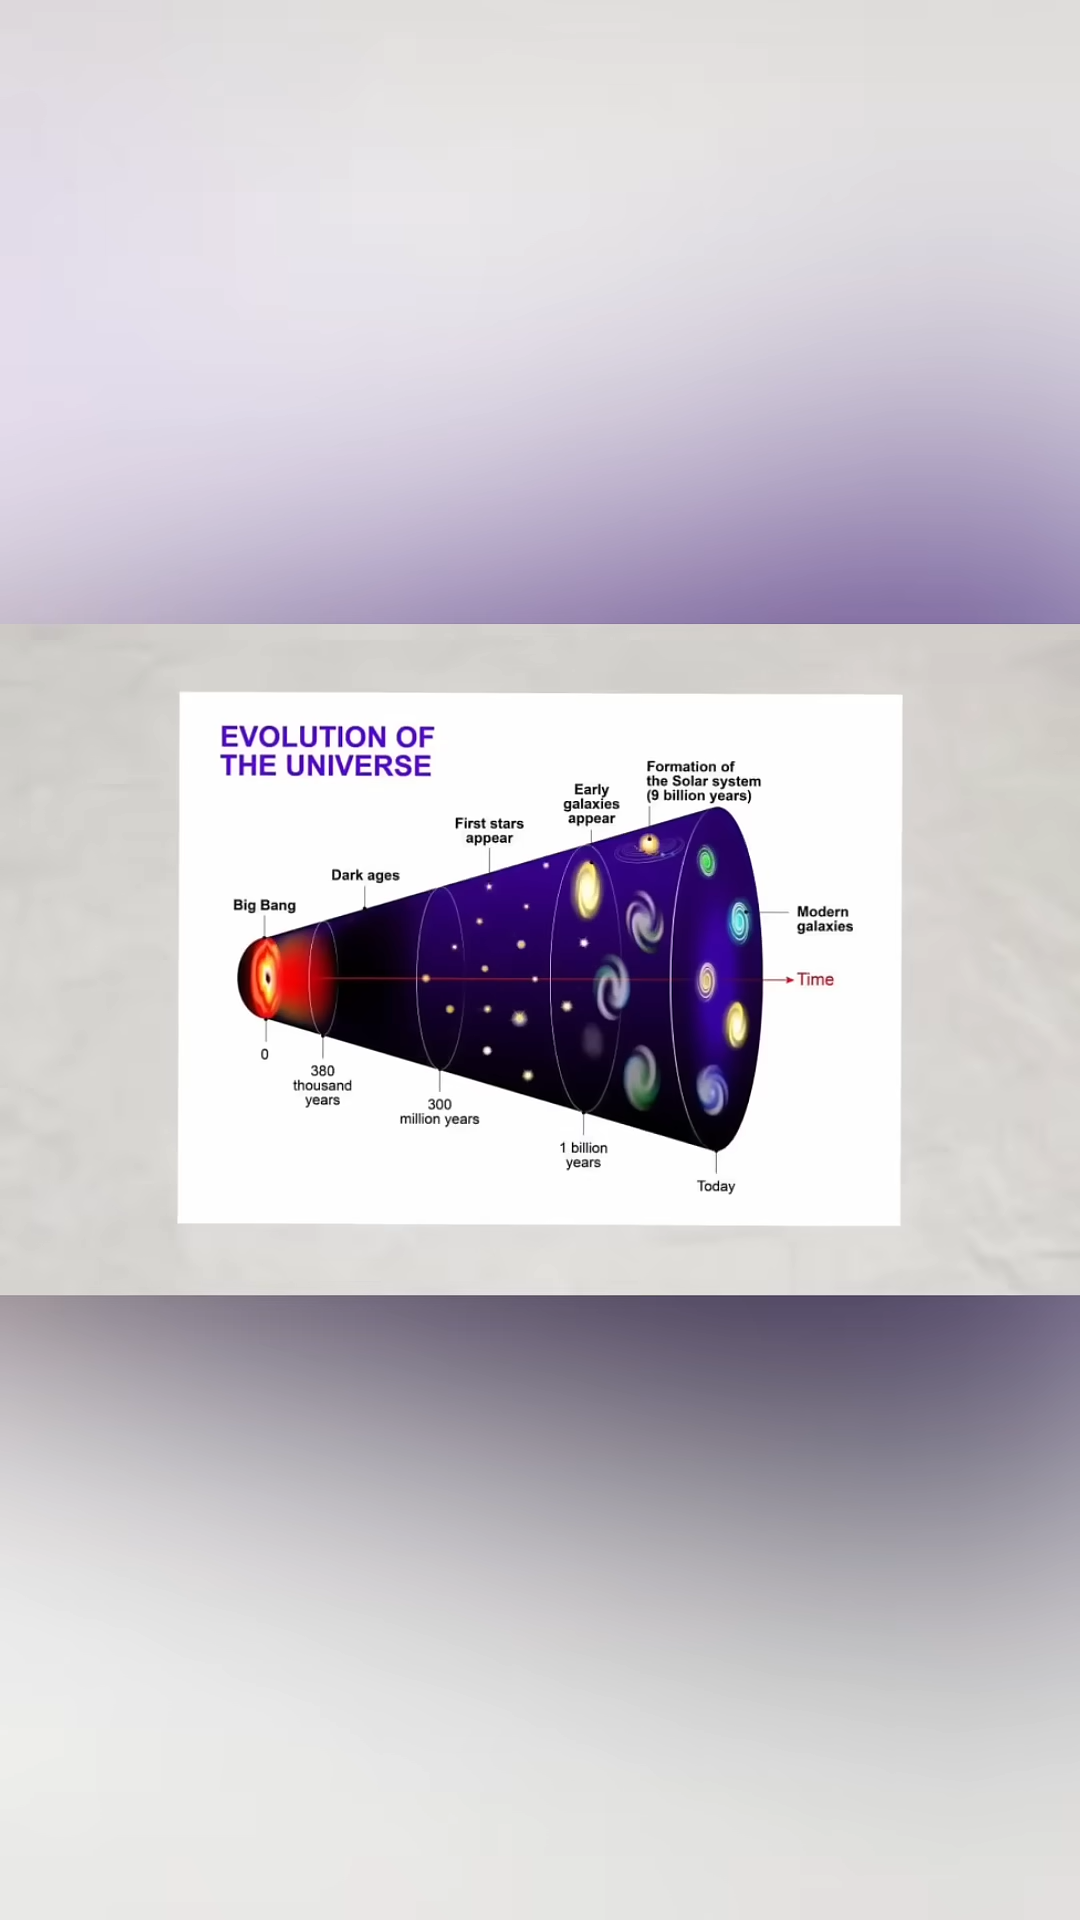 EVOLUTION OF
THE UNIVERSE
Formation of
the Solar system
(9 billion years)
Early
galaxies
appear
First stars
appear
Dark ages
Big Bang
Modern
galaxies
Time
0
380
thousand
years
300
million years
1 billion
years
Today